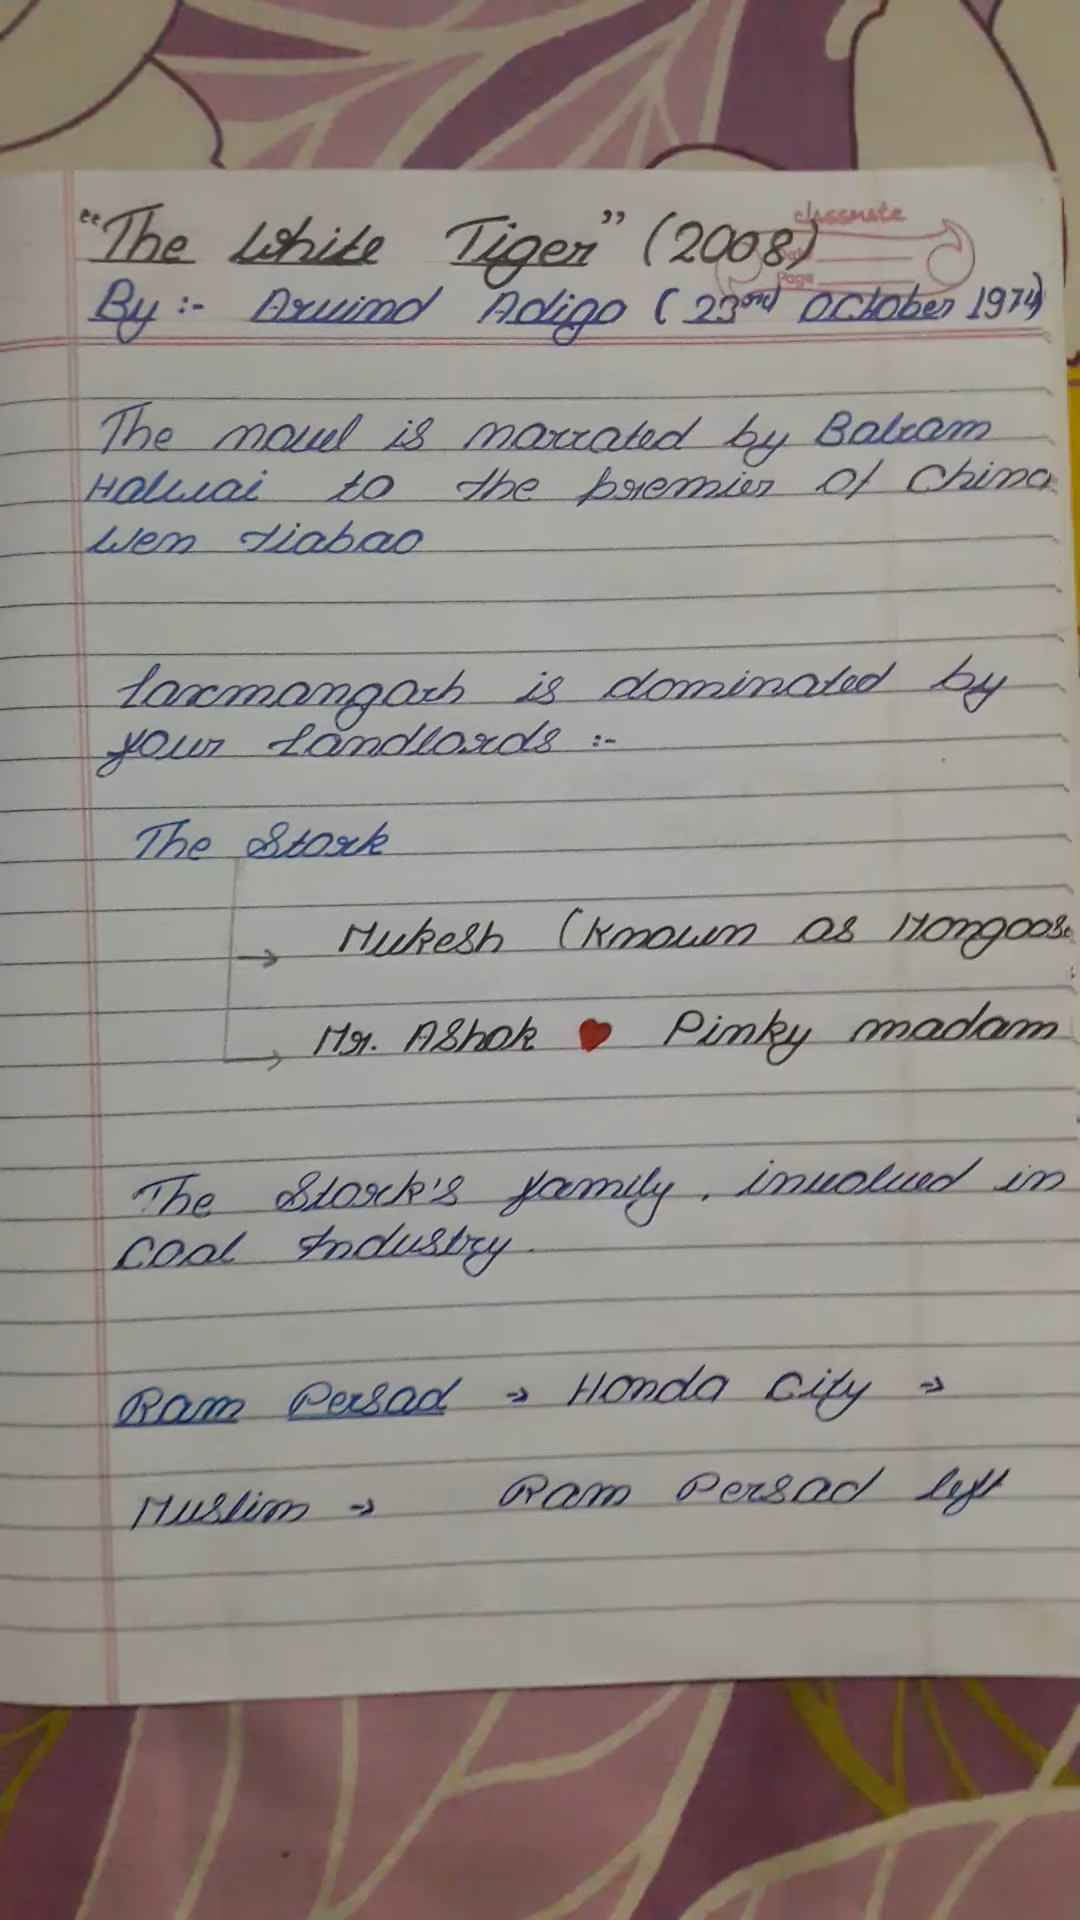 "The White Tiger" (2008)
classmate
Page
By :- Arvind Adiga (23rd October 1974)
The novel is narrated by Balram
Halwai to the premier of China
Wen Jiabao
Laxmangarh is dominated by
four Landlords :-
The Stork
→ Mukesh (Known as Mongoose
→ Mr. Ashok ♥ Pinky madam
The Stork's family, involved in
Coal Industry.
Ram Persad → Honda City →
Muslim → Ram Persad left